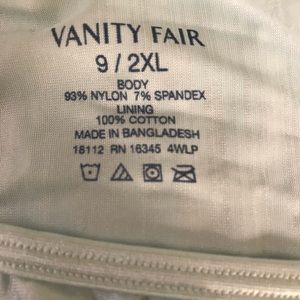 VANITY FAIR
9 / 2XL
BODY
93% NYLON 7% SPANDEX
LINING
100% COTTON
MADE IN BANGLADESH
18112 RN 16345 4WLP